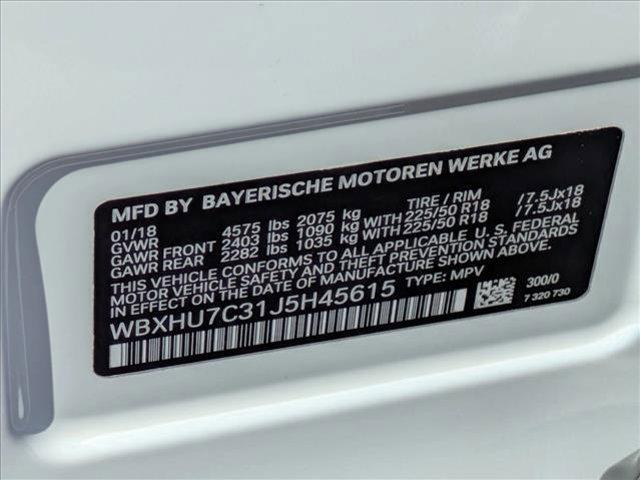 MFD BY BAYERISCHE MOTOREN WERKE AG
01/18 TIRE / RIM
GVWR 4575 lbs 2075 kg
GAWR FRONT 2403 lbs 1090 kg WITH 225/50 R18 /7.5Jx18
GAWR REAR 2282 lbs 1035 kg WITH 225/50 R18 /7.5Jx18
THIS VEHICLE CONFORMS TO ALL APPLICABLE U.S. FEDERAL
MOTOR VEHICLE SAFETY AND THEFT PREVENTION STANDARDS
IN EFFECT ON THE DATE OF MANUFACTURE SHOWN ABOVE.
WBXHU7C31J5H45615 TYPE: MPV
300/0
7 320 730